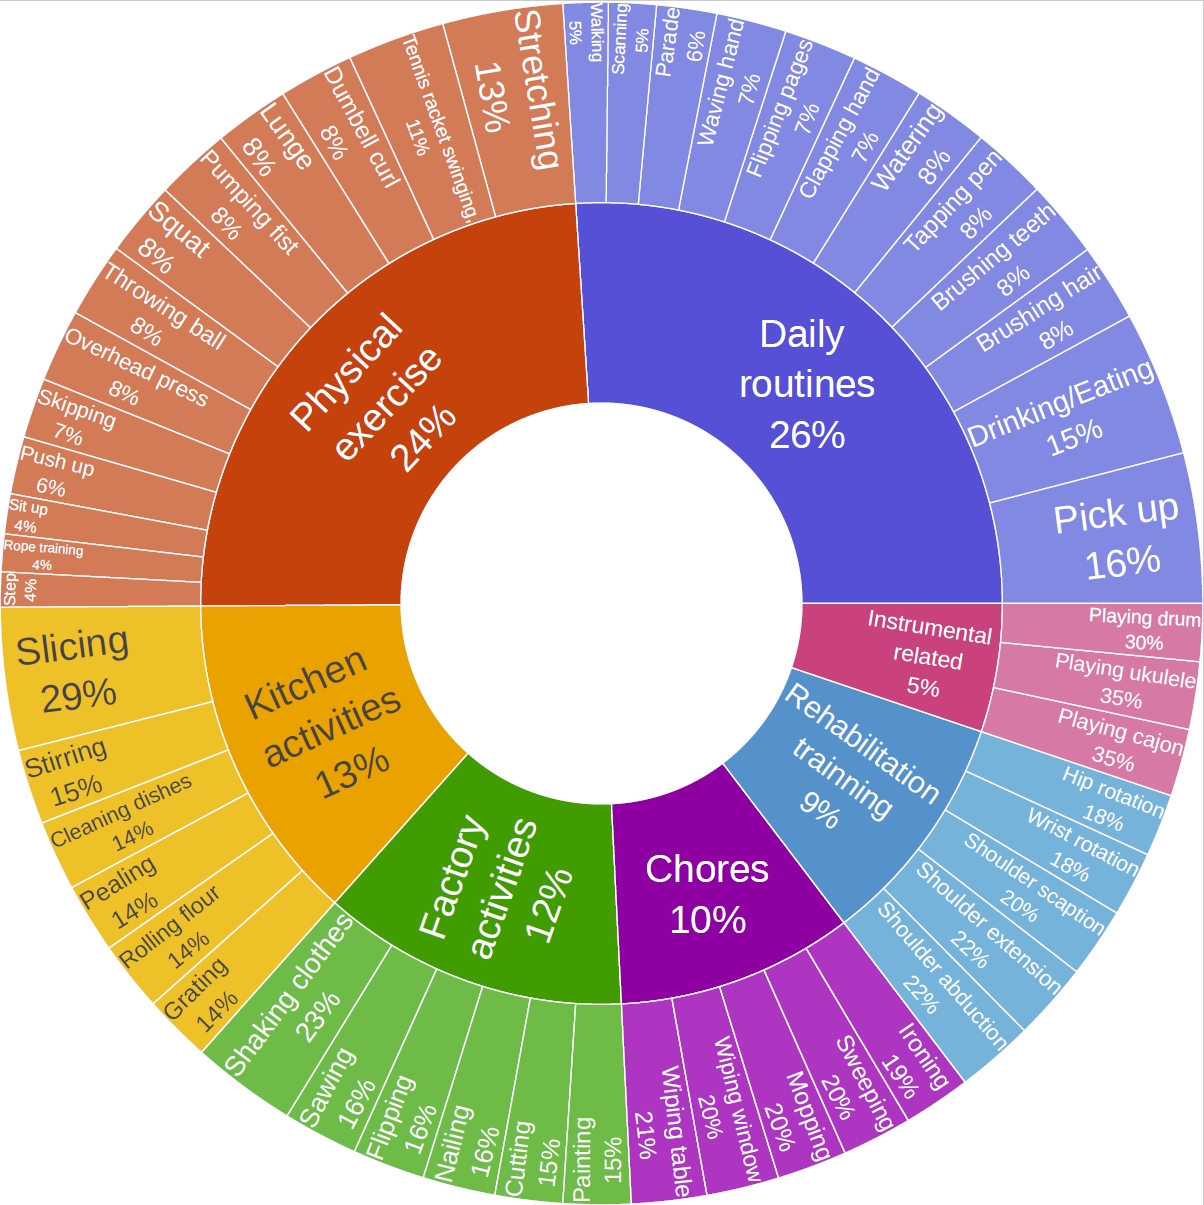 Daily
routines
26%
Walking
5%
Scanning
5%
Parade
6%
Waving hand
7%
Flipping pages
7%
Clapping hand
7%
Watering
8%
Tapping pen
8%
Brushing teeth
8%
Brushing hair
8%
Drinking/Eating
15%
Pick up
16%
Instrumental
related
5%
Playing drum
30%
Playing ukulele
35%
Playing cajon
35%
Rehabilitation
trainning
9%
Hip rotation
18%
Wrist rotation
18%
Shoulder scaption
20%
Shoulder extension
22%
Shoulder abduction
22%
Chores
10%
Ironing
19%
Sweeping
20%
Mopping
20%
Wiping window
20%
Wiping table
21%
Factory
activities
12%
Painting
15%
Cutting
15%
Nailing
16%
Flipping
16%
Sawing
16%
Shaking clothes
23%
Kitchen
activities
13%
Grating
14%
Rolling flour
14%
Pealing
14%
Cleaning dishes
14%
Stirring
15%
Slicing
29%
Physical
exercise
24%
Step
4%
Rope training
4%
Sit up
4%
Push up
6%
Skipping
7%
Overhead press
8%
Throwing ball
8%
Squat
8%
Pumping fist
8%
Lunge
8%
Dumbell curl
8%
Tennis racket swinging,
11%
Stretching
13%